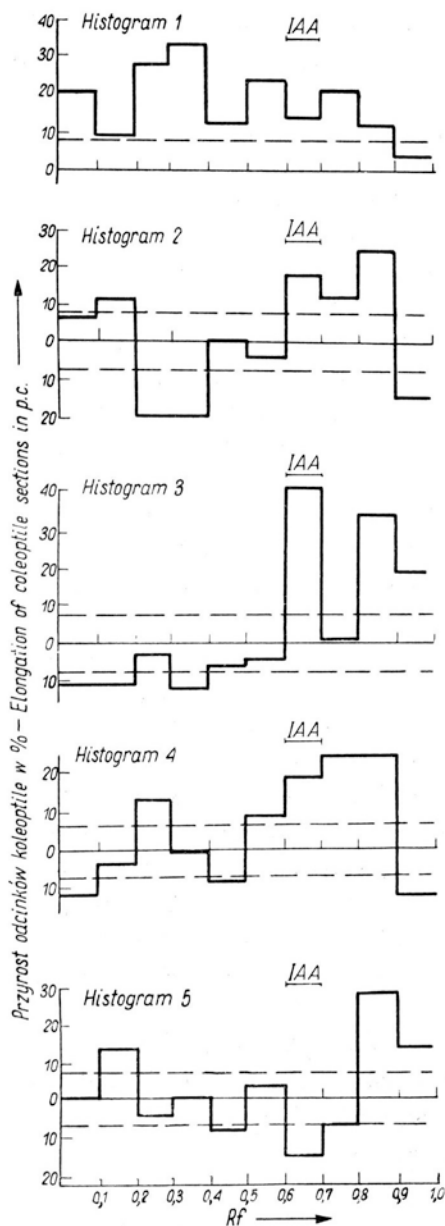 Przyrost odcinków koleoptile w % – Elongation of coleoptile sections in p.c.
Histogram 1
IAA
40
30
20
10
0
Histogram 2
IAA
30
20
10
0
10
20
Histogram 3
IAA
40
30
20
10
0
10
Histogram 4
IAA
20
10
0
10
Histogram 5
IAA
30
20
10
0
10
20
0,1 0,2 0,3 0,4 0,5 0,6 0,7 0,8 0,9 1,0
Rf